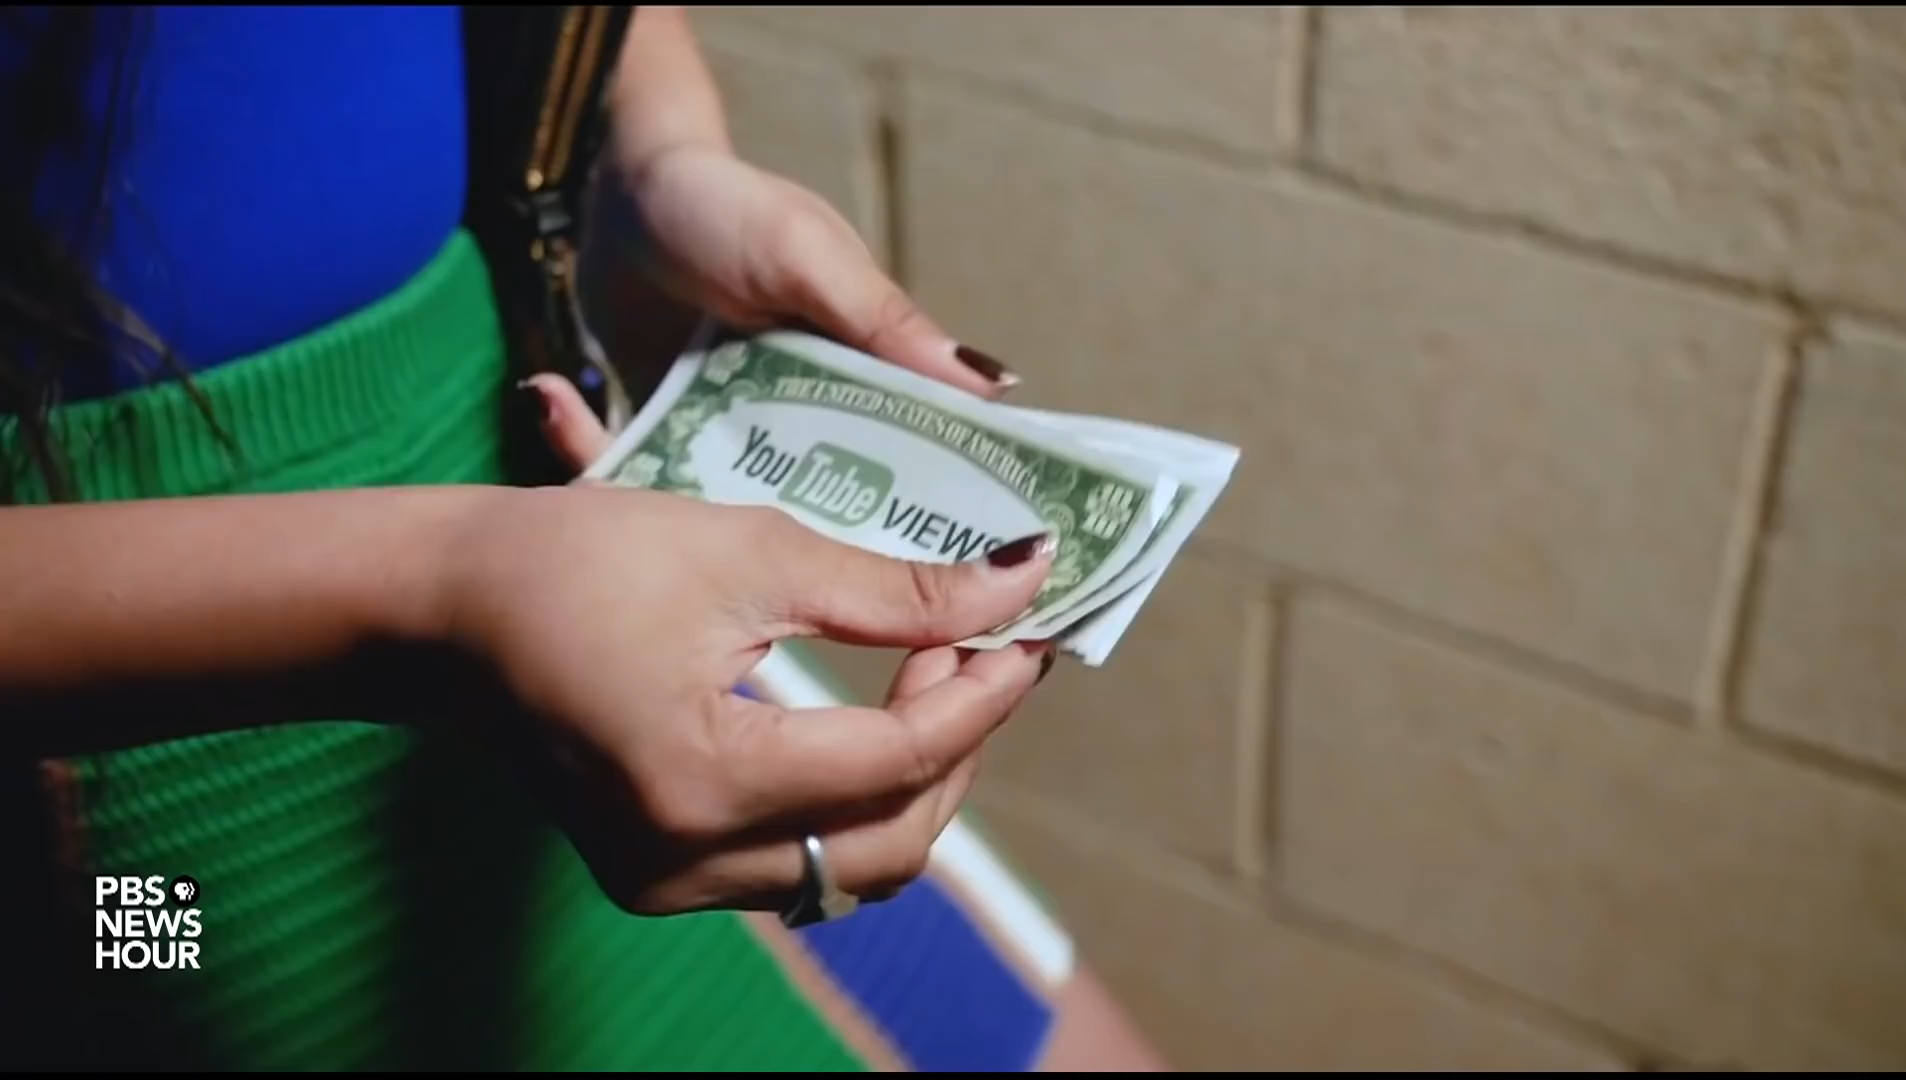 THE UNITED STATES OF AMERICA
YouTube VIEWS
PBS
NEWS
HOUR